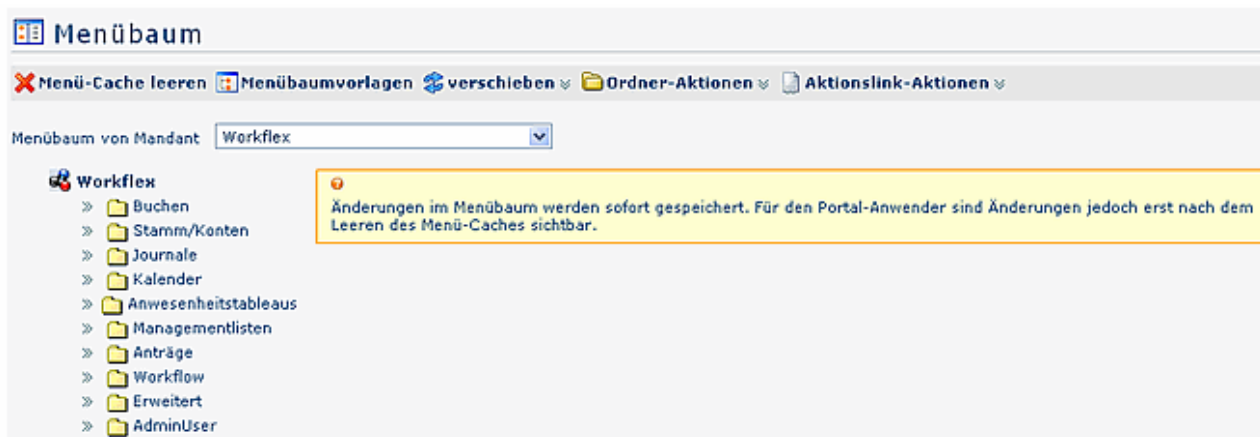 Menübaum
Menü-Cache leeren Menübaumvorlagen verschieben Ordner-Aktionen Aktionslink-Aktionen
Menübaum von Mandant Workflex
Workflex
Buchen
Stamm/Konten
Journale
Kalender
Anwesenheitstableaus
Managementlisten
Anträge
Workflow
Erweitert
AdminUser
Änderungen im Menübaum werden sofort gespeichert. Für den Portal-Anwender sind Änderungen jedoch erst nach dem
Leeren des Menü-Caches sichtbar.